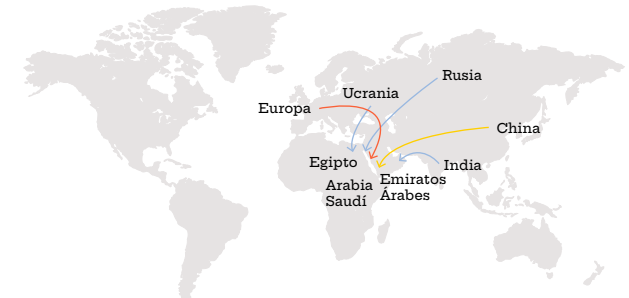 Rusia
Ucrania
Europa
China
Egipto
India
Arabia
Saudí
Emiratos
Árabes